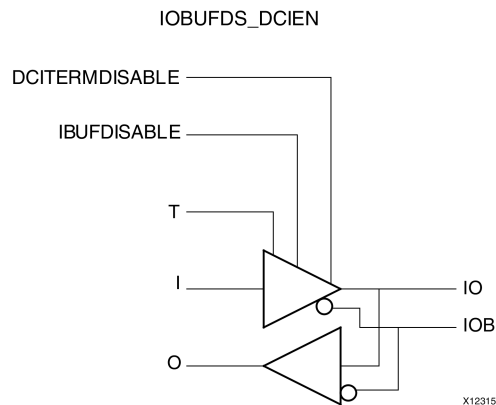 IOBUFDS_DCIEN
DCITERMDISABLE
IBUFDISABLE
T
I
IO
IOB
O
X12315